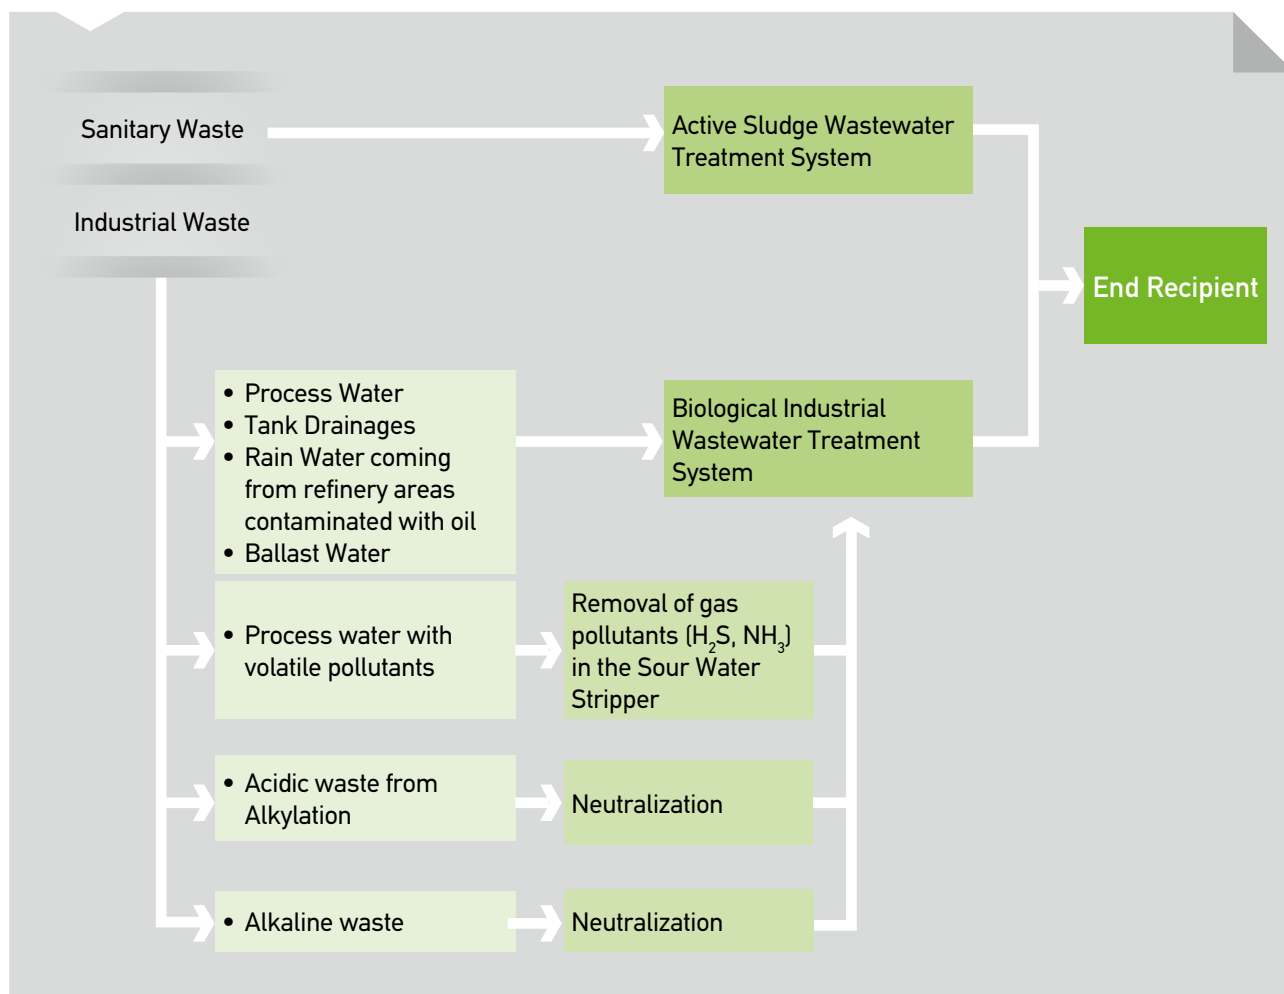 Sanitary Waste
Active Sludge Wastewater
Treatment System
Industrial Waste
End Recipient
• Process Water
• Tank Drainages
• Rain Water coming
from refinery areas
contaminated with oil
• Ballast Water
Biological Industrial
Wastewater Treatment
System
• Process water with
volatile pollutants
Removal of gas
pollutants (H₂S, NH₃)
in the Sour Water
Stripper
• Acidic waste from
Alkylation
Neutralization
• Alkaline waste
Neutralization